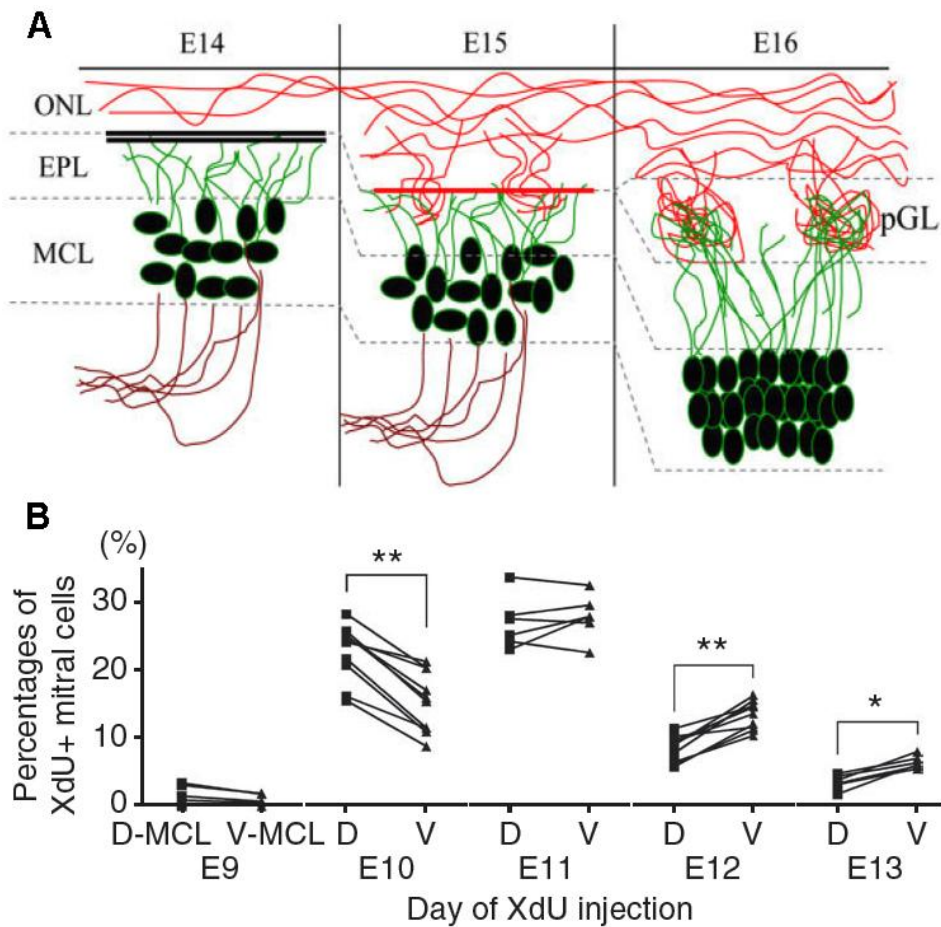 A
E14 E15 E16
ONL
EPL
MCL
pGL
B
(%)
Percentages of
XdU+ mitral cells
30
20
10
0
** ** *
D-MCL V-MCL D V D V D V D V
E9 E10 E11 E12 E13
Day of XdU injection